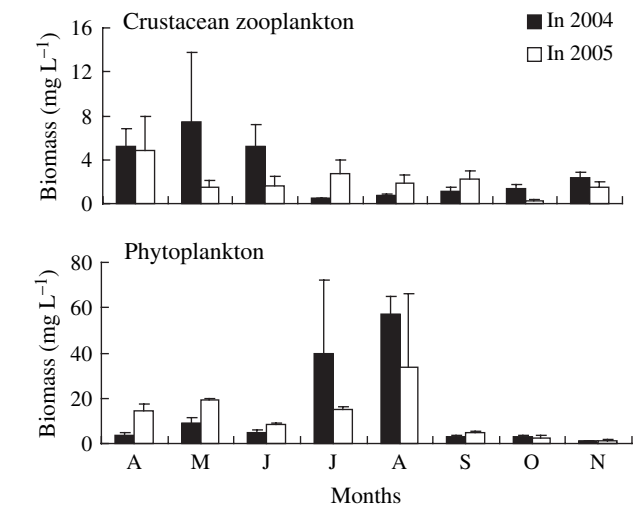 Crustacean zooplankton
In 2004
In 2005
Biomass (mg L⁻¹)
16
12
8
4
0
Phytoplankton
Biomass (mg L⁻¹)
80
60
40
20
0
A M J J A S O N
Months